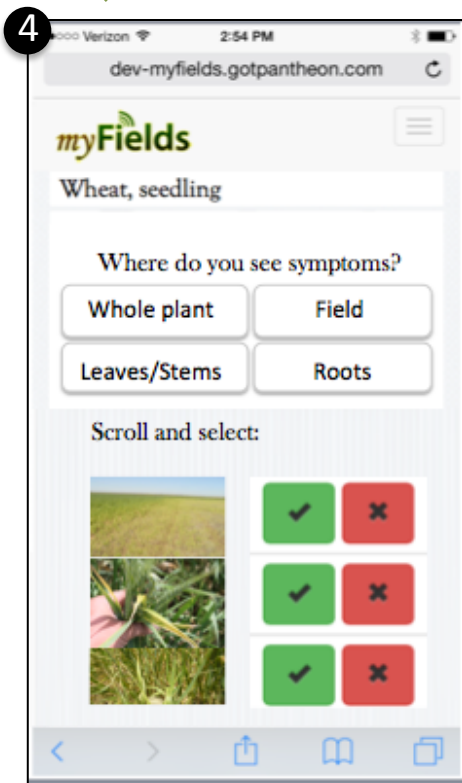 4
Verizon 2:54 PM
dev-myfields.gotpantheon.com
myFields
Wheat, seedling
Where do you see symptoms?
Whole plant Field
Leaves/Stems Roots
Scroll and select: